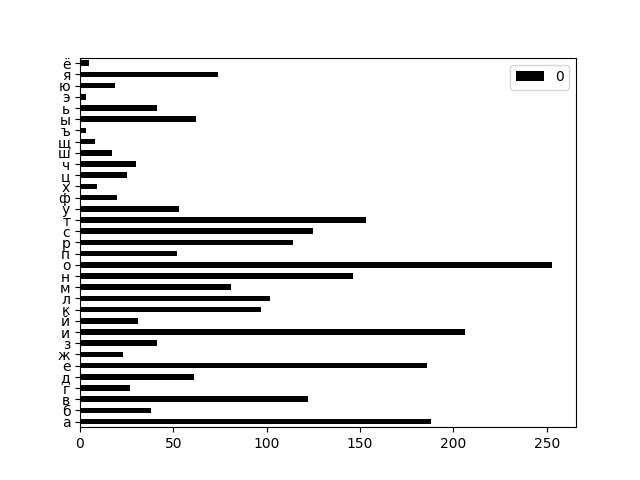 0
ё
я
ю
э
ь
ы
ъ
щ
ш
ч
ц
х
ф
у
т
с
р
п
о
н
м
л
к
й
и
з
ж
е
д
г
в
б
а
0 50 100 150 200 250